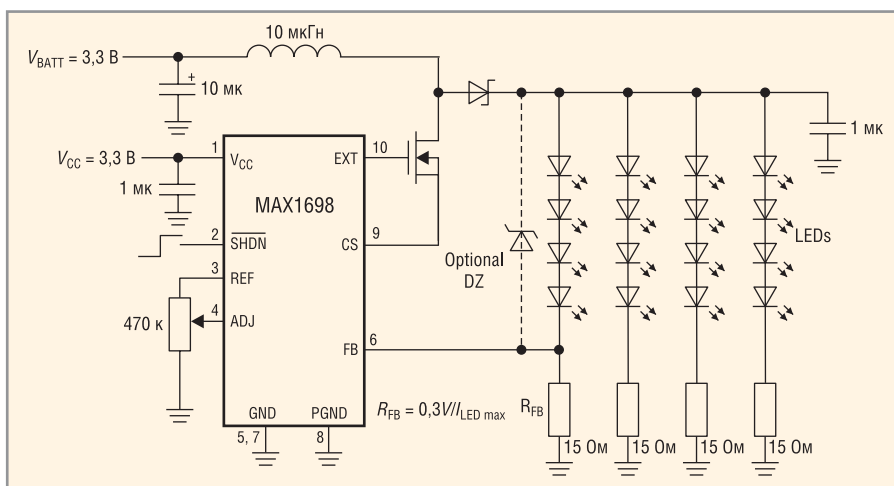 10 мкГн
V_BATT = 3,3 В
+
10 мк
1 мк
1
10
V_CC = 3,3 В
V_CC
EXT
1 мк
MAX1698
2
9
SHDN
CS
Optional
DZ
LEDs
3
REF
470 к
4
ADJ
6
FB
GND
PGND
R_FB = 0,3V/I_LED max
R_FB
5, 7
8
15 Ом
15 Ом
15 Ом
15 Ом